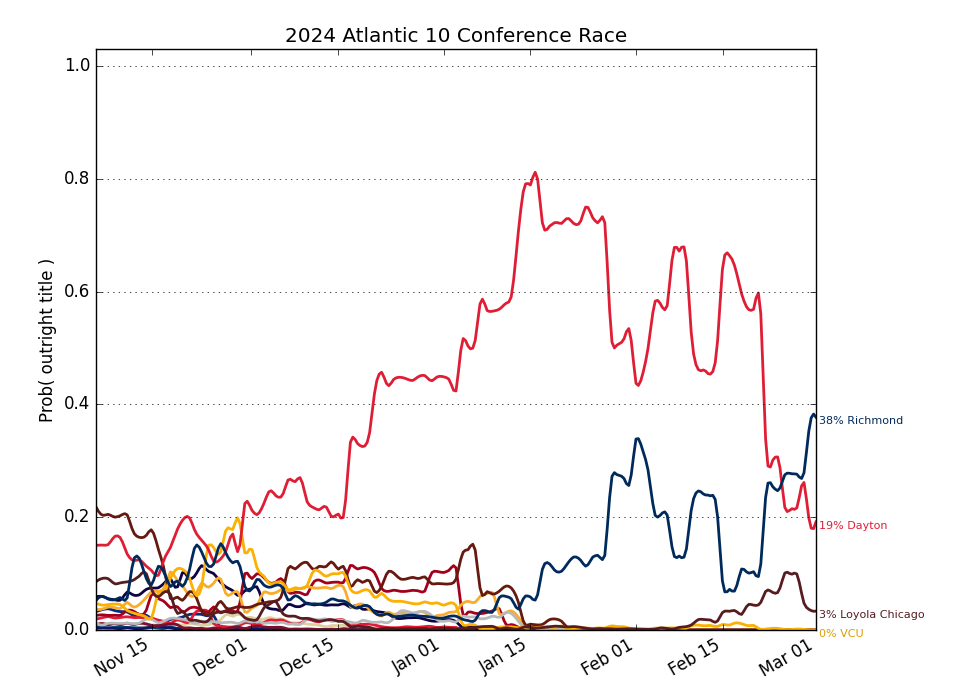 2024 Atlantic 10 Conference Race
Prob( outright title )
1.0
0.8
0.6
0.4
0.2
0.0
38% Richmond
19% Dayton
3% Loyola Chicago
0% VCU
Nov 15
Dec 01
Dec 15
Jan 01
Jan 15
Feb 01
Feb 15
Mar 01